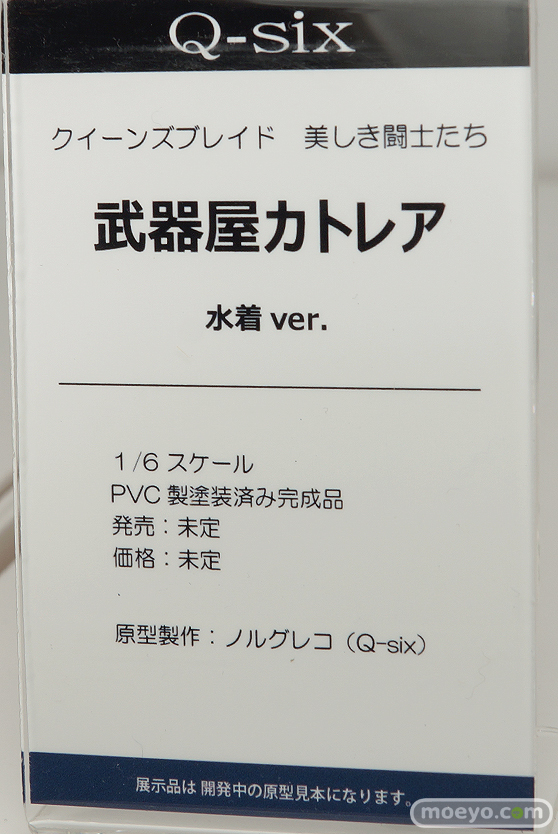 Q-six
クイーンズブレイド　美しき闘士たち
武器屋カトレア
水着 ver.
1/6 スケール
PVC 製塗装済み完成品
発売：未定
価格：未定
原型製作：ノルグレコ（Q-six）
展示品は 開発中の原型見本になります。
moeyo.com